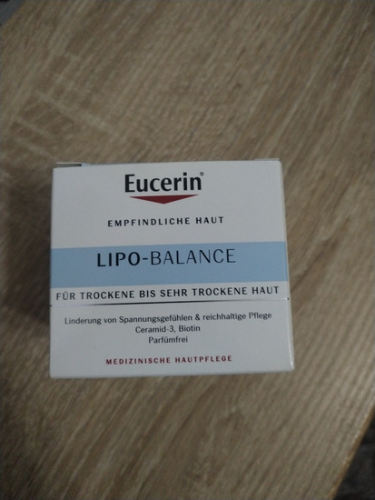 Eucerin®
EMPFINDLICHE HAUT
LIPO-BALANCE
FÜR TROCKENE BIS SEHR TROCKENE HAUT
Linderung von Spannungsgefühlen & reichhaltige Pflege
Ceramid-3, Biotin
Parfümfrei
MEDIZINISCHE HAUTPFLEGE